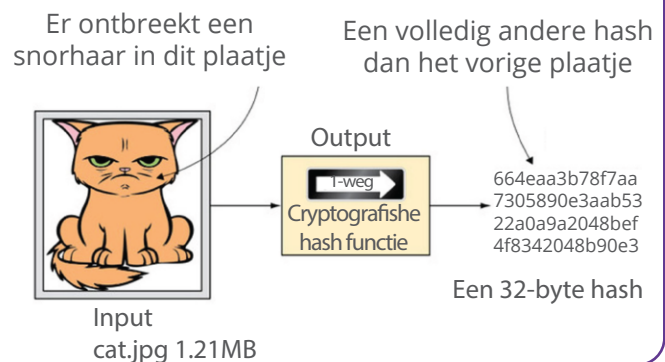 Er ontbreekt een
snorhaar in dit plaatje
Een volledig andere hash
dan het vorige plaatje
Output
1-weg
Cryptografishe
hash functie
664eaa3b78f7aa
7305890e3aab53
22a0a9a2048bef
4f8342048b90e3
Een 32-byte hash
Input
cat.jpg 1.21MB